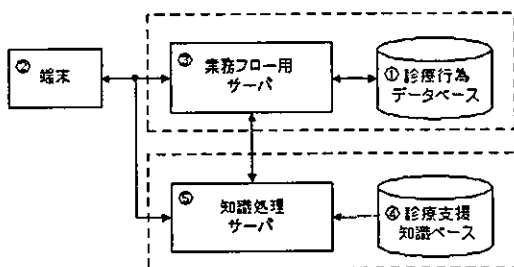 ② 端末
③ 業務フロー用
サーバ
① 診療行為
データベース
⑤ 知識処理
サーバ
④ 診療支援
知識ベース